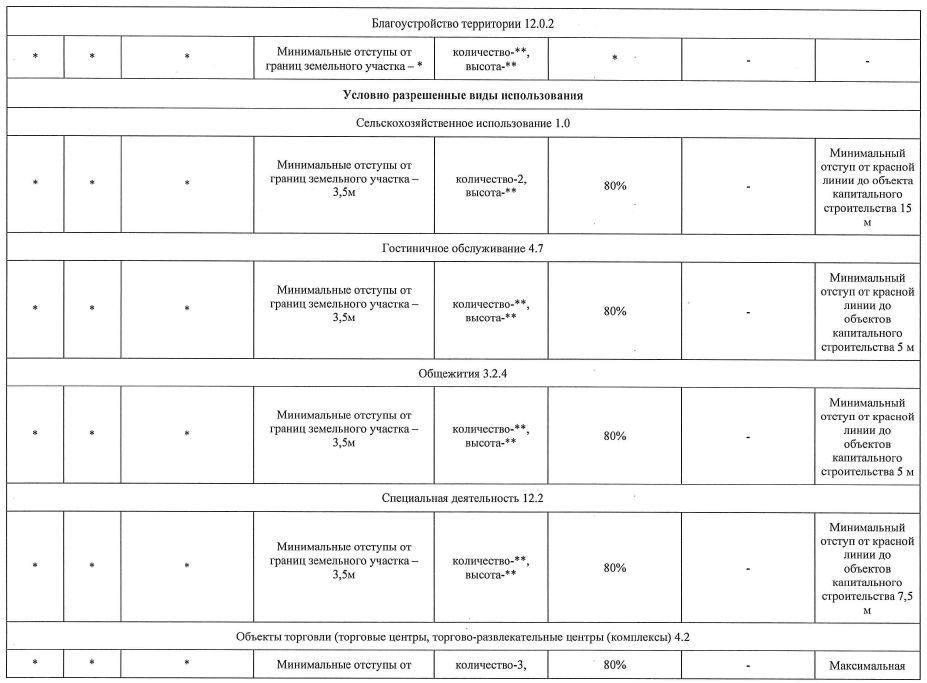 Благоустройство территории 12.0.2
* * * Минимальные отступы от границ земельного участка – * количество-**, высота-** * - -
Условно разрешенные виды использования
Сельскохозяйственное использование 1.0
* * * Минимальные отступы от границ земельного участка – 3,5м количество-2, высота-** 80% - Минимальный отступ от красной линии до объекта капитального строительства 15 м
Гостиничное обслуживание 4.7
* * * Минимальные отступы от границ земельного участка – 3,5м количество-**, высота-** 80% - Минимальный отступ от красной линии до объектов капитального строительства 5 м
Общежития 3.2.4
* * * Минимальные отступы от границ земельного участка – 3,5м количество-**, высота-** 80% - Минимальный отступ от красной линии до объектов капитального строительства 5 м
Специальная деятельность 12.2
* * * Минимальные отступы от границ земельного участка – 3,5м количество-**, высота-** 80% - Минимальный отступ от красной линии до объектов капитального строительства 7,5 м
Объекты торговли (торговые центры, торгово-развлекательные центры (комплексы) 4.2
* * * Минимальные отступы от количество-3, 80% - Максимальная